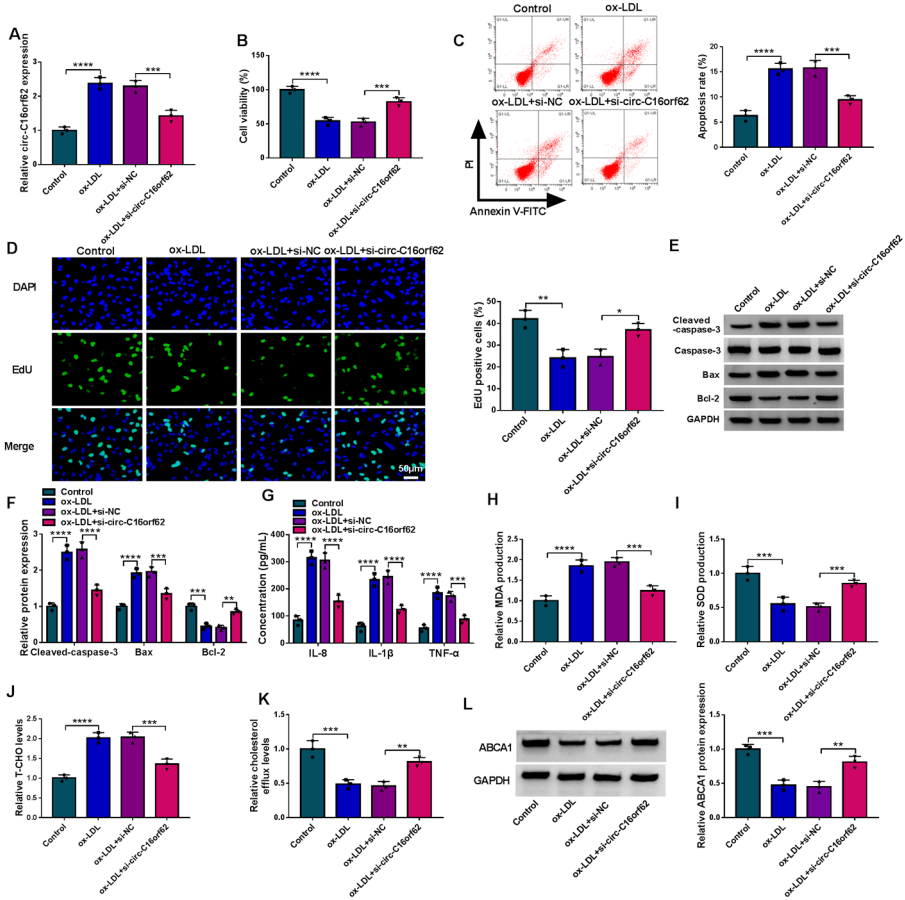 A
Relative circ-C16orf62 expression
3
2
1
0
****
***
Control
ox-LDL
ox-LDL+si-NC
ox-LDL+si-circ-C16orf62
B
Cell viability (%)
150
100
50
0
****
***
Control
ox-LDL
ox-LDL+si-NC
ox-LDL+si-circ-C16orf62
C
Control
ox-LDL
ox-LDL+si-NC
ox-LDL+si-circ-C16orf62
PI
Annexin V-FITC
Apoptosis rate (%)
20
15
10
5
0
****
***
Control
ox-LDL
ox-LDL+si-NC
ox-LDL+si-circ-C16orf62
D
Control
ox-LDL
ox-LDL+si-NC
ox-LDL+si-circ-C16orf62
DAPI
EdU
Merge
50μm
EdU positive cells (%)
50
40
30
20
10
0
**
*
Control
ox-LDL
ox-LDL+si-NC
ox-LDL+si-circ-C16orf62
E
Control
ox-LDL
ox-LDL+si-NC
ox-LDL+si-circ-C16orf62
Cleaved
-caspase-3
Caspase-3
Bax
Bcl-2
GAPDH
F
Control
ox-LDL
ox-LDL+si-NC
ox-LDL+si-circ-C16orf62
Relative protein expression
3
2
1
0
****
****
****
***
***
**
Cleaved-caspase-3
Bax
Bcl-2
G
Control
ox-LDL
ox-LDL+si-NC
ox-LDL+si-circ-C16orf62
Concentration (pg/mL)
400
300
200
100
0
****
****
****
****
****
***
IL-8
IL-1β
TNF-α
H
Relative MDA production
2.5
2.0
1.5
1.0
0.5
0.0
****
***
Control
ox-LDL
ox-LDL+si-NC
ox-LDL+si-circ-C16orf62
I
Relative SOD production
1.5
1.0
0.5
0.0
***
***
Control
ox-LDL
ox-LDL+si-NC
ox-LDL+si-circ-C16orf62
J
Relative T-CHO levels
2.5
2.0
1.5
1.0
0.5
0.0
****
***
Control
ox-LDL
ox-LDL+si-NC
ox-LDL+si-circ-C16orf62
K
Relative cholesterol
efflux levels
1.5
1.0
0.5
0.0
***
**
Control
ox-LDL
ox-LDL+si-NC
ox-LDL+si-circ-C16orf62
L
ABCA1
GAPDH
Control
ox-LDL
ox-LDL+si-NC
ox-LDL+si-circ-C16orf62
Relative ABCA1 protein expression
1.5
1.0
0.5
0.0
***
**
Control
ox-LDL
ox-LDL+si-NC
ox-LDL+si-circ-C16orf62